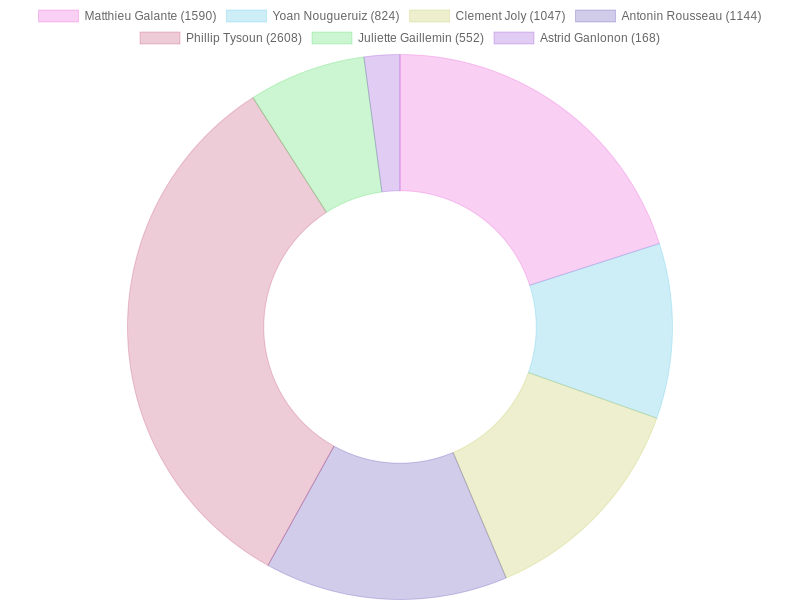 Matthieu Galante (1590) Yoan Nougueruiz (824) Clement Joly (1047) Antonin Rousseau (1144)
Phillip Tysoun (2608) Juliette Gaillemin (552) Astrid Ganlonon (168)